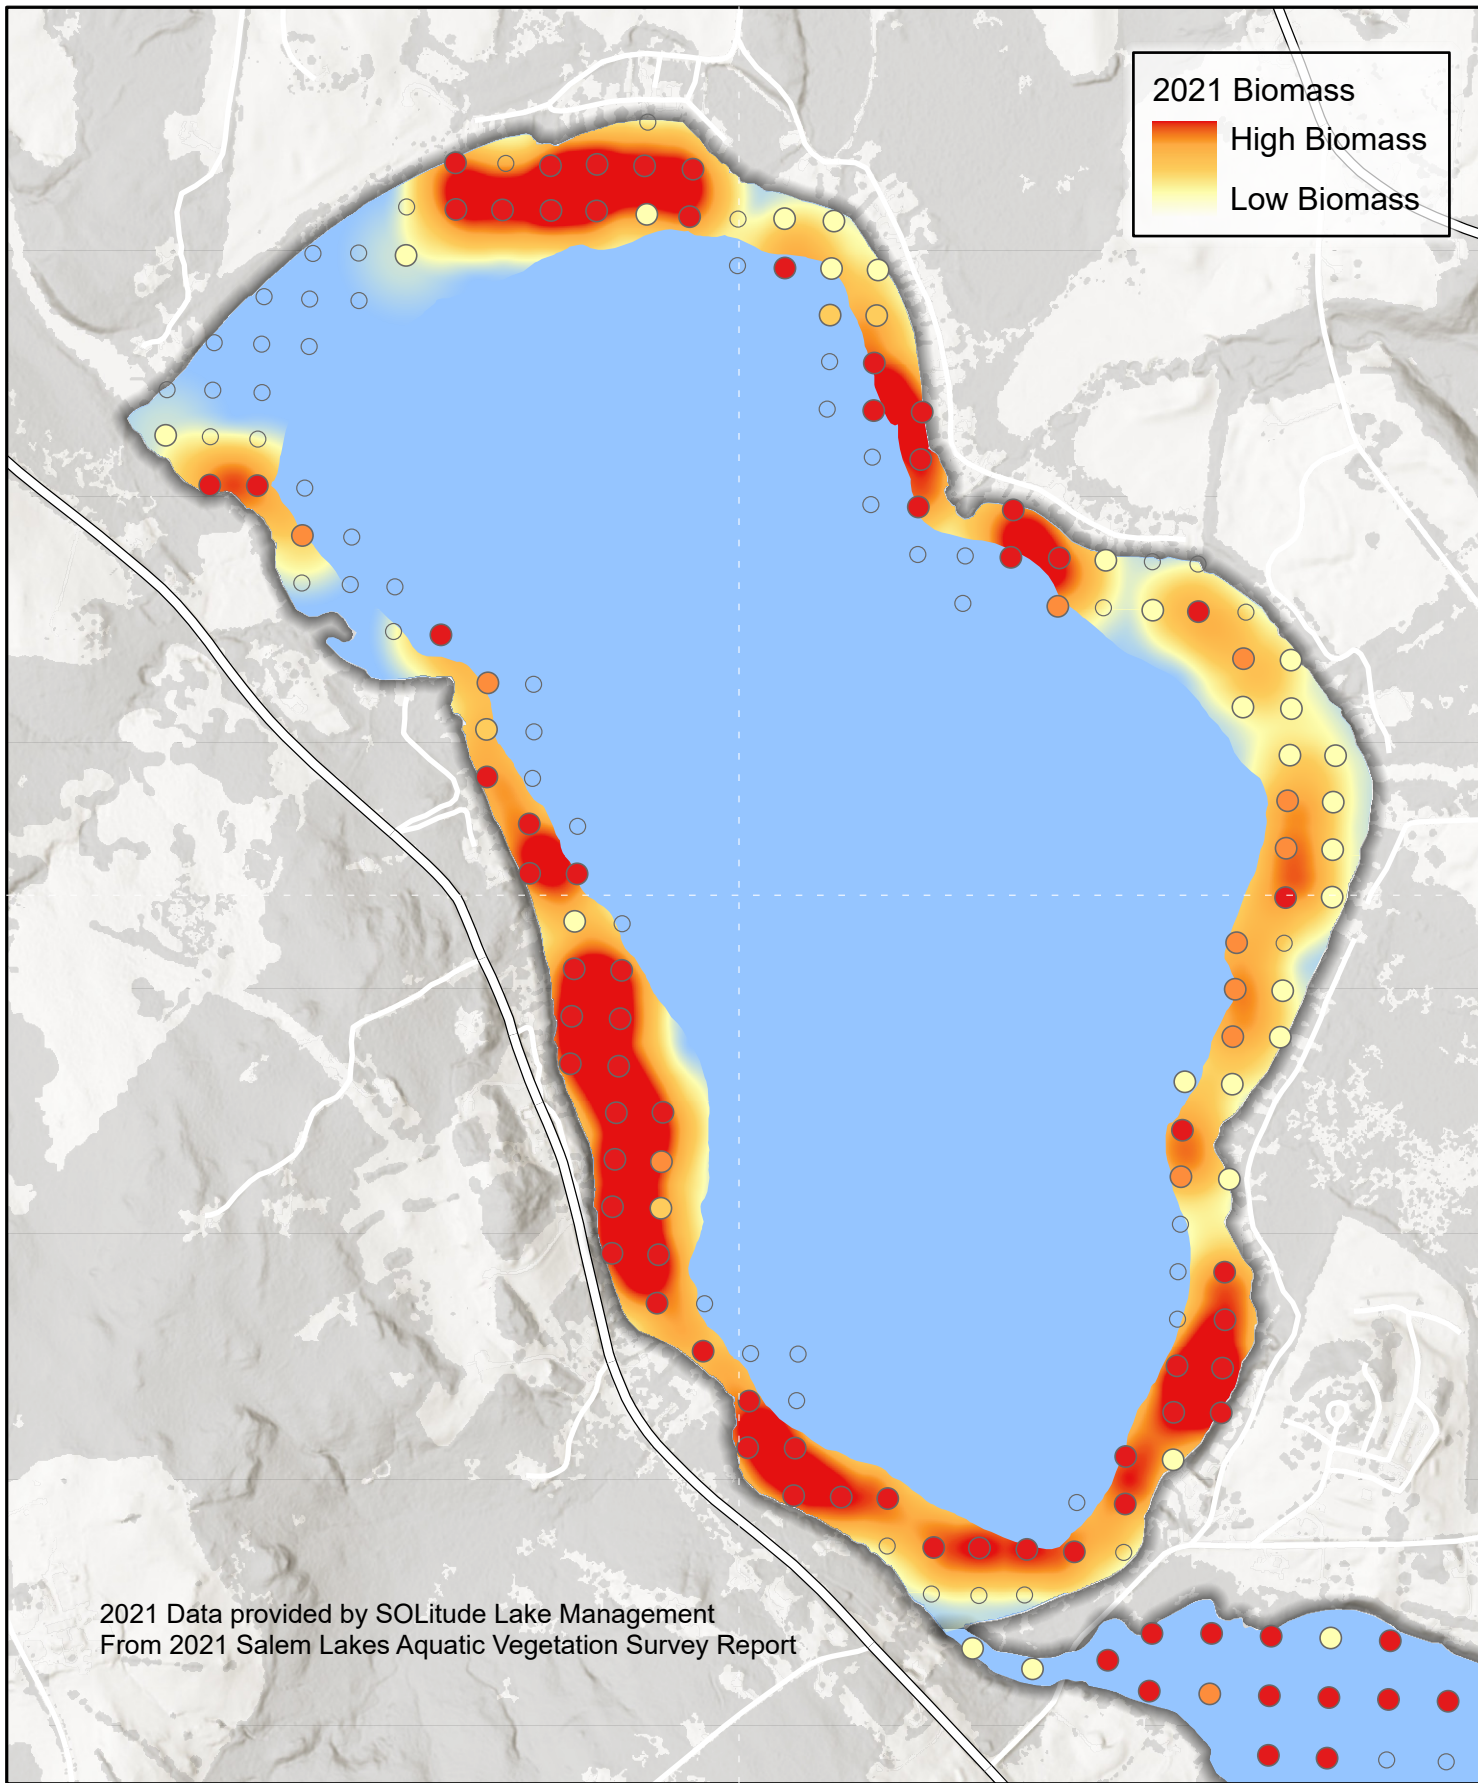 2021 Biomass
High Biomass
Low Biomass
2021 Data provided by SOLitude Lake Management
From 2021 Salem Lakes Aquatic Vegetation Survey Report